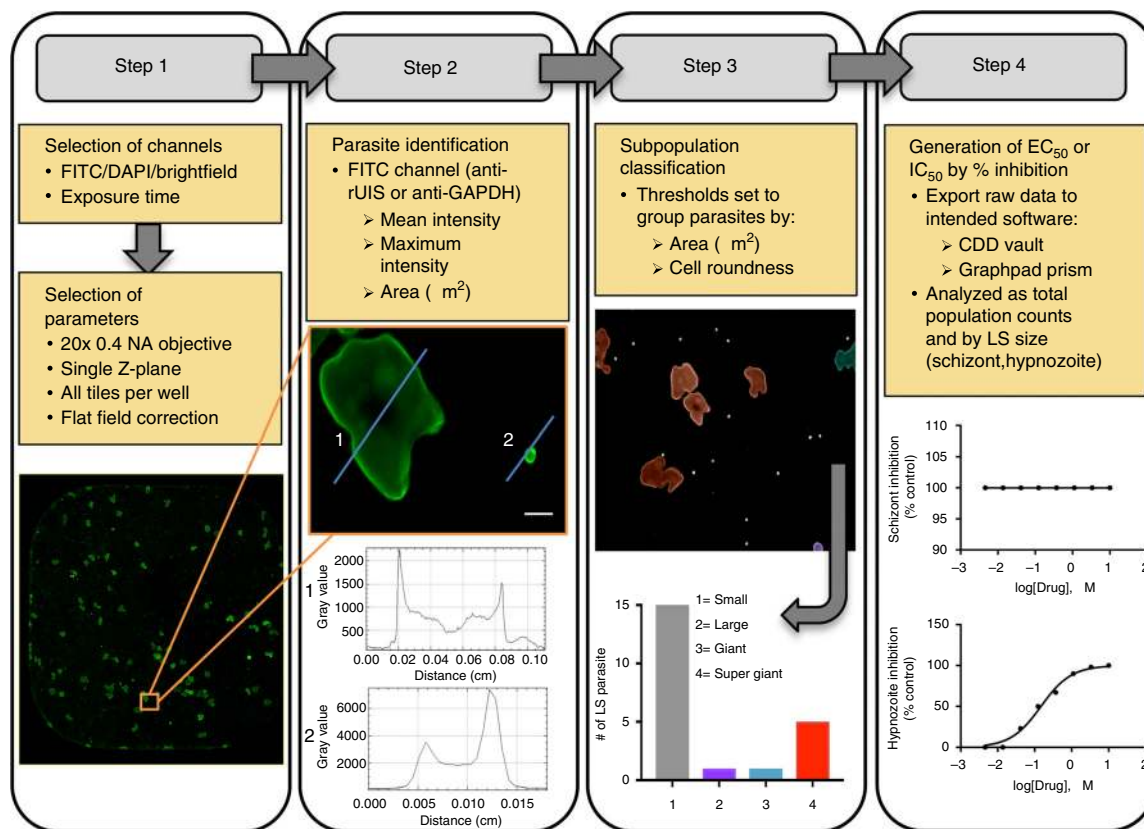 Step 1
Selection of channels
• FITC/DAPI/brightfield
• Exposure time
Selection of
parameters
• 20x 0.4 NA objective
• Single Z-plane
• All tiles per well
• Flat field correction
Step 2
Parasite identification
• FITC channel (anti-
rUIS or anti-GAPDH)
➢ Mean intensity
➢ Maximum
intensity
➢ Area ( m²)
1
2
1
Gray value
2000
1500
1000
500
0.00 0.02 0.04 0.06 0.08 0.10
Distance (cm)
2
Gray value
6000
4000
2000
0.000 0.005 0.010 0.015
Distance (cm)
Step 3
Subpopulation
classification
• Thresholds set to
group parasites by:
➢ Area ( m²)
➢ Cell roundness
# of LS parasite
15
10
5
0
1 2 3 4
1= Small
2= Large
3= Giant
4= Super giant
Step 4
Generation of EC₅₀ or
IC₅₀ by % inhibition
• Export raw data to
intended software:
➢ CDD vault
➢ Graphpad prism
• Analyzed as total
population counts
and by LS size
(schizont,hypnozoite)
Schizont inhibition
(% control)
110
105
100
95
90
–3 –2 –1 0 1 2
log[Drug], M
Hypnozoite inhibition
(% control)
150
100
50
0
–3 –2 –1 0 1 2
log[Drug], M